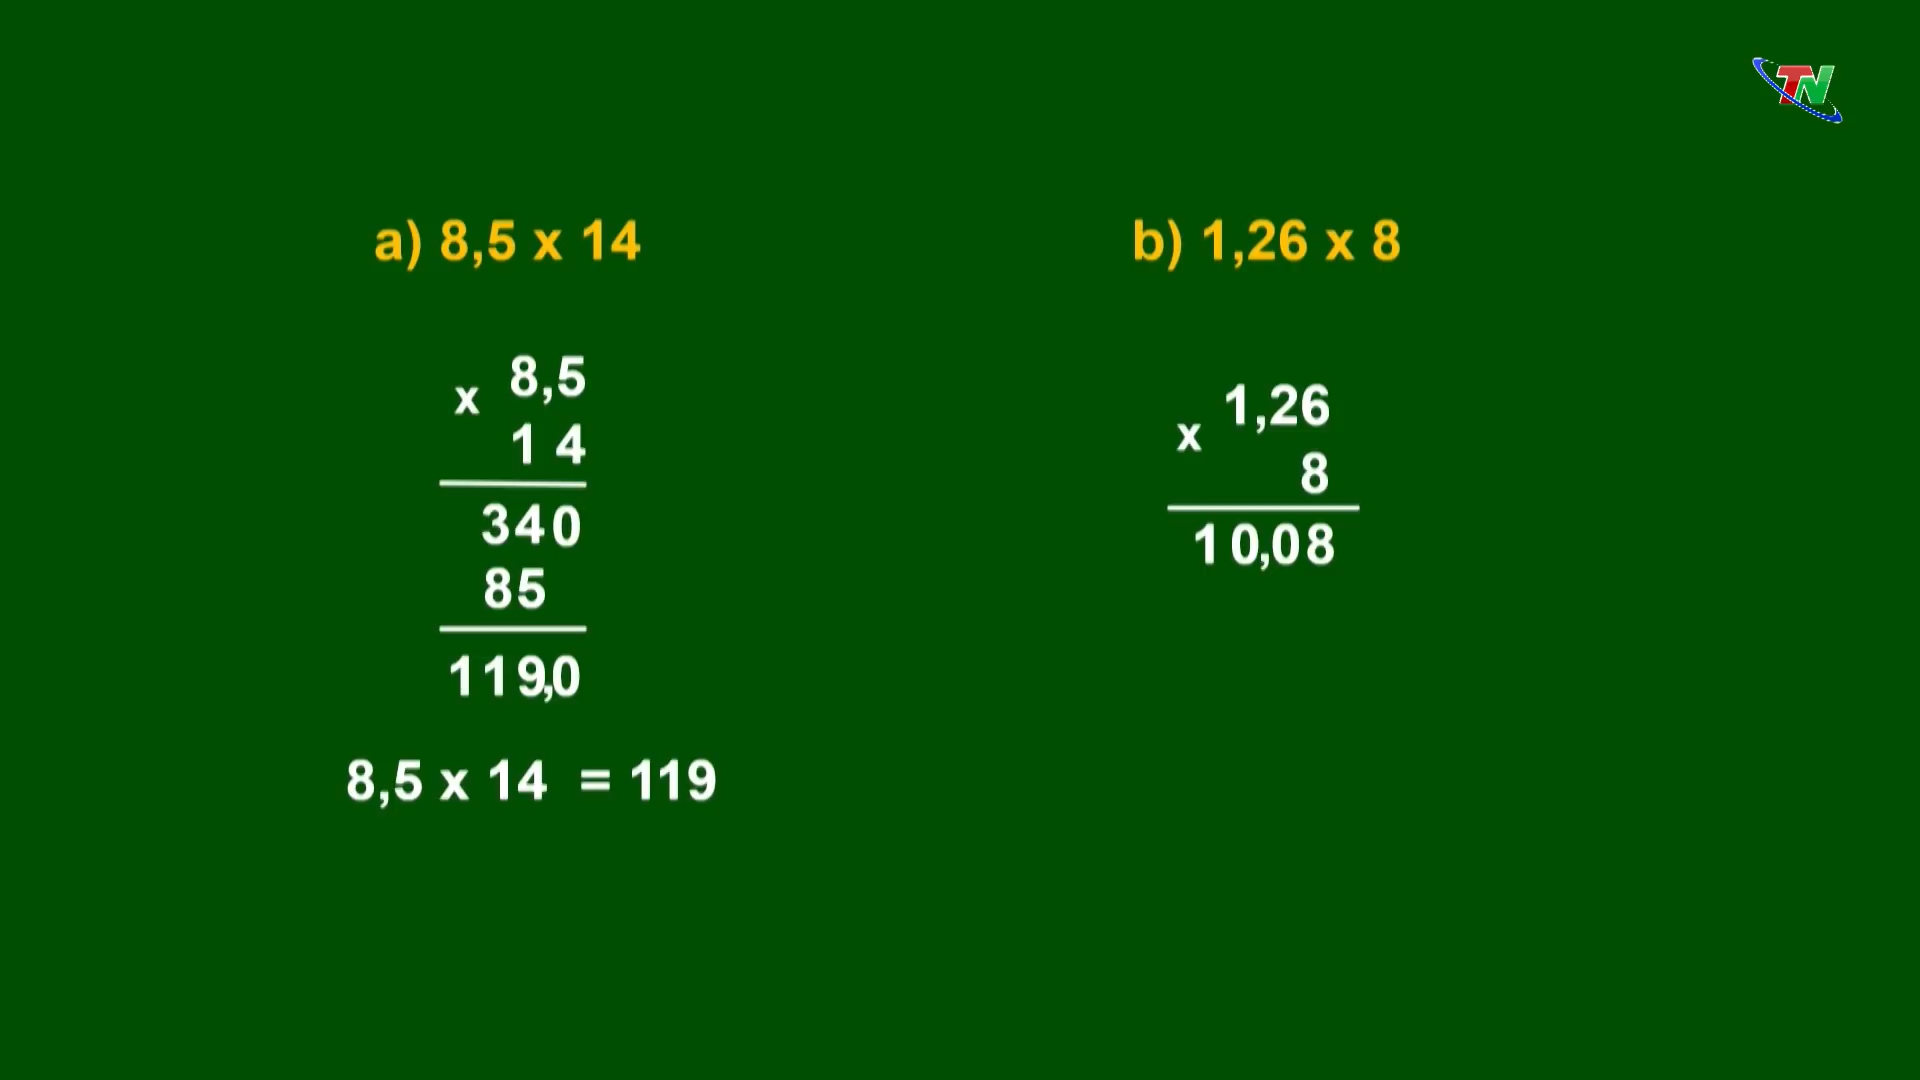 TN
a) 8,5 x 14
x 8,5
1 4
340
85
119,0
8,5 x 14 = 119
b) 1,26 x 8
x 1,26
8
10,08